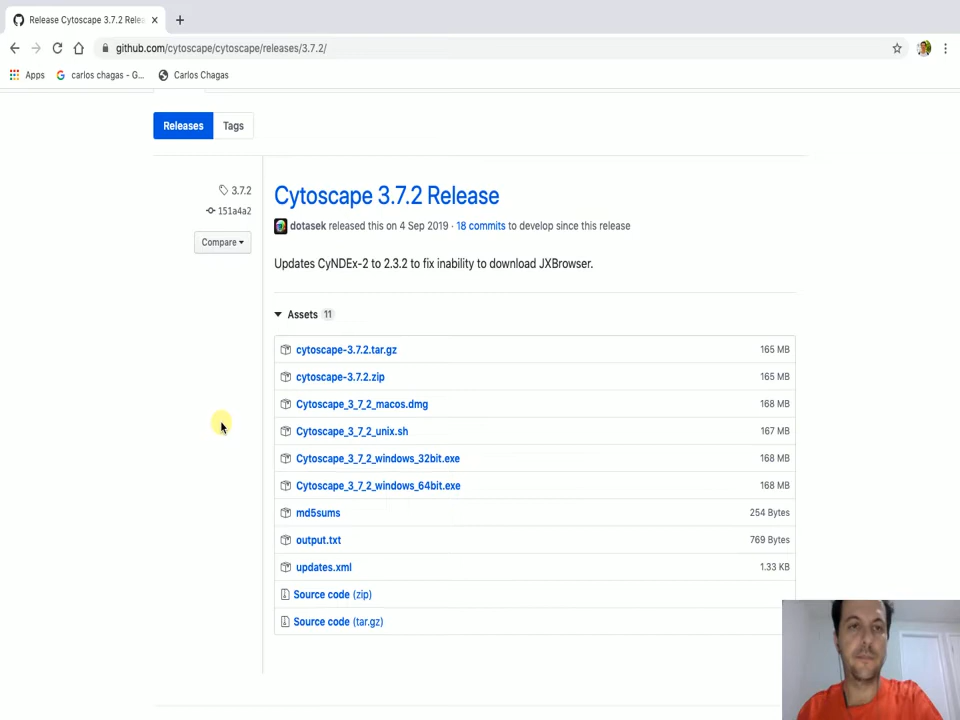 Release Cytoscape 3.7.2 Relea
github.com/cytoscape/cytoscape/releases/3.7.2/
Apps
carlos chagas - G...
Carlos Chagas
Releases
Tags
3.7.2
151a4a2
Compare
Cytoscape 3.7.2 Release
dotasek released this on 4 Sep 2019 · 18 commits to develop since this release
Updates CyNDEx-2 to 2.3.2 to fix inability to download JXBrowser.
Assets 11
cytoscape-3.7.2.tar.gz 165 MB
cytoscape-3.7.2.zip 165 MB
Cytoscape_3_7_2_macos.dmg 168 MB
Cytoscape_3_7_2_unix.sh 167 MB
Cytoscape_3_7_2_windows_32bit.exe 168 MB
Cytoscape_3_7_2_windows_64bit.exe 168 MB
md5sums 254 Bytes
output.txt 769 Bytes
updates.xml 1.33 KB
Source code (zip)
Source code (tar.gz)